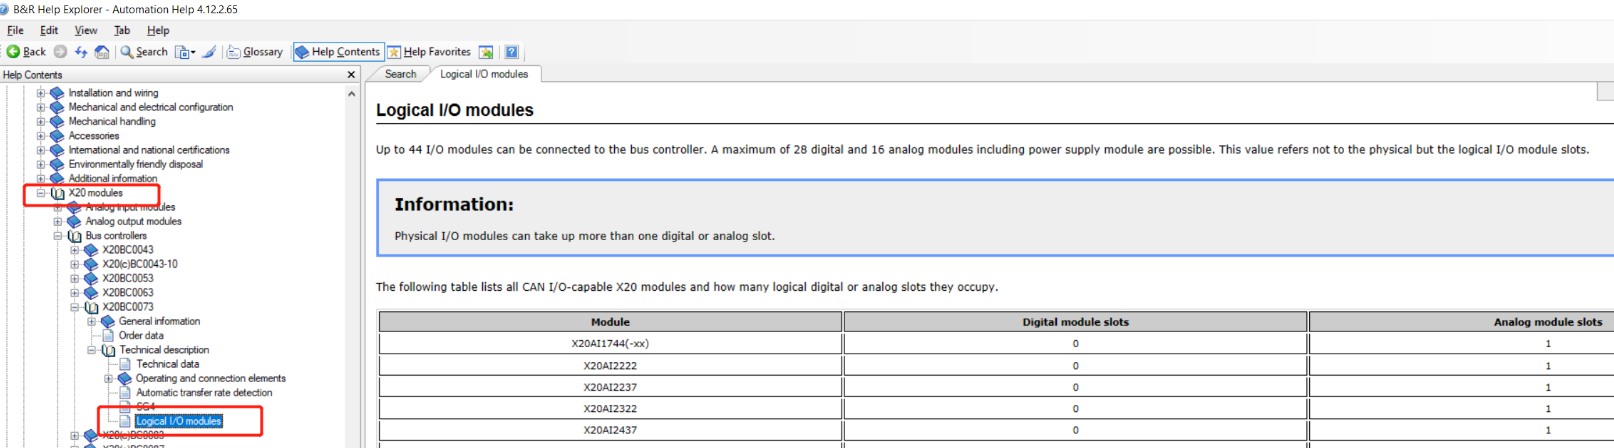 B&R Help Explorer - Automation Help 4.12.2.65
File Edit View Tab Help
Back Search Glossary Help Contents Help Favorites
Help Contents
Search Logical I/O modules
Installation and wiring
Mechanical and electrical configuration
Mechanical handling
Accessories
International and national certifications
Environmentally friendly disposal
Additional information
X20 modules
Analog input modules
Analog output modules
Bus controllers
X20BC0043
X20(c)BC0043-10
X20BC0053
X20BC0063
X20BC0073
General information
Order data
Technical description
Technical data
Operating and connection elements
Automatic transfer rate detection
SG4
Logical I/O modules
X20(c)BC0083
X20(c)BC0087
Logical I/O modules
Up to 44 I/O modules can be connected to the bus controller. A maximum of 28 digital and 16 analog modules including power supply module are possible. This value refers not to the physical but the logical I/O module slots.
Information:
Physical I/O modules can take up more than one digital or analog slot.
The following table lists all CAN I/O-capable X20 modules and how many logical digital or analog slots they occupy.
Module Digital module slots Analog module slots
X20AI1744(-xx) 0 1
X20AI2222 0 1
X20AI2237 0 1
X20AI2322 0 1
X20AI2437 0 1